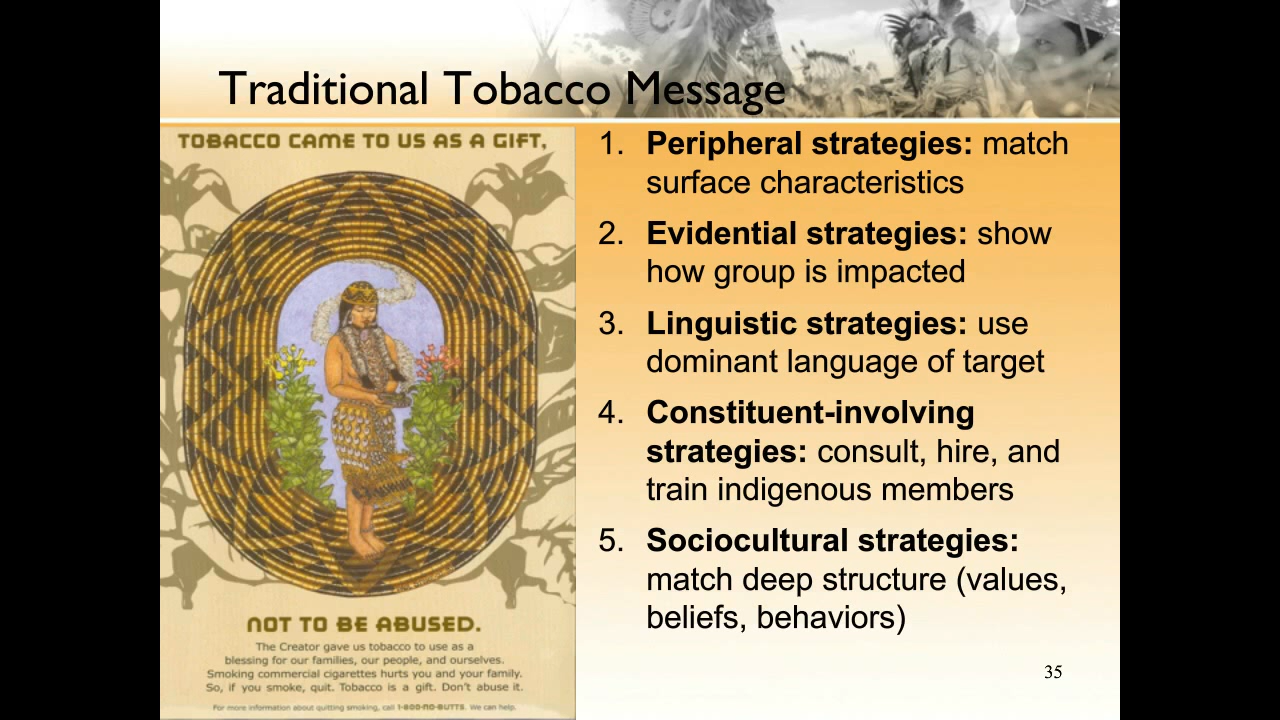 Traditional Tobacco Message
TOBACCO CAME TO US AS A GIFT,
NOT TO BE ABUSED.
The Creator gave us tobacco to use as a
blessing for our families, our people, and ourselves.
Smoking commercial cigarettes hurts you and your family.
So, if you smoke, quit. Tobacco is a gift. Don't abuse it.
For more information about quitting smoking, call 1-800-NO-BUTTS. We can help.
1. Peripheral strategies: match
surface characteristics
2. Evidential strategies: show
how group is impacted
3. Linguistic strategies: use
dominant language of target
4. Constituent-involving
strategies: consult, hire, and
train indigenous members
5. Sociocultural strategies:
match deep structure (values,
beliefs, behaviors)
35